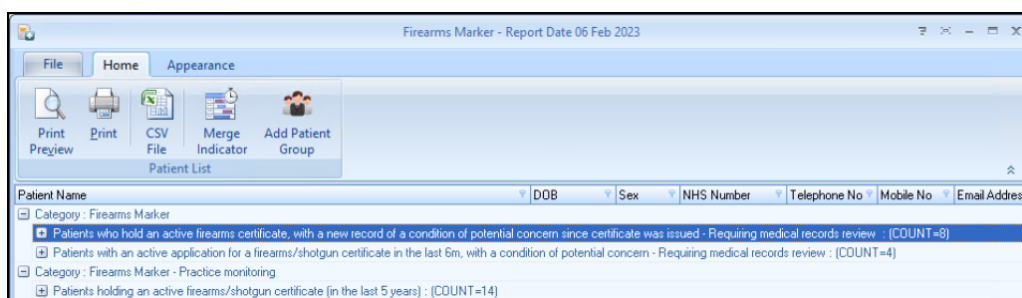 Firearms Marker - Report Date 06 Feb 2023
File Home Appearance
Print Preview
Print
CSV File
Merge Indicator
Add Patient Group
Patient List
Patient Name DOB Sex NHS Number Telephone No Mobile No Email Addres
Category : Firearms Marker
Patients who hold an active firearms certificate, with a new record of a condition of potential concern since certificate was issued - Requiring medical records review : (COUNT=8)
Patients with an active application for a firearms/shotgun certificate in the last 6m, with a condition of potential concern - Requiring medical records review : (COUNT=4)
Category : Firearms Marker - Practice monitoring
Patients holding an active firearms/shotgun certificate (in the last 5 years) : (COUNT=14)